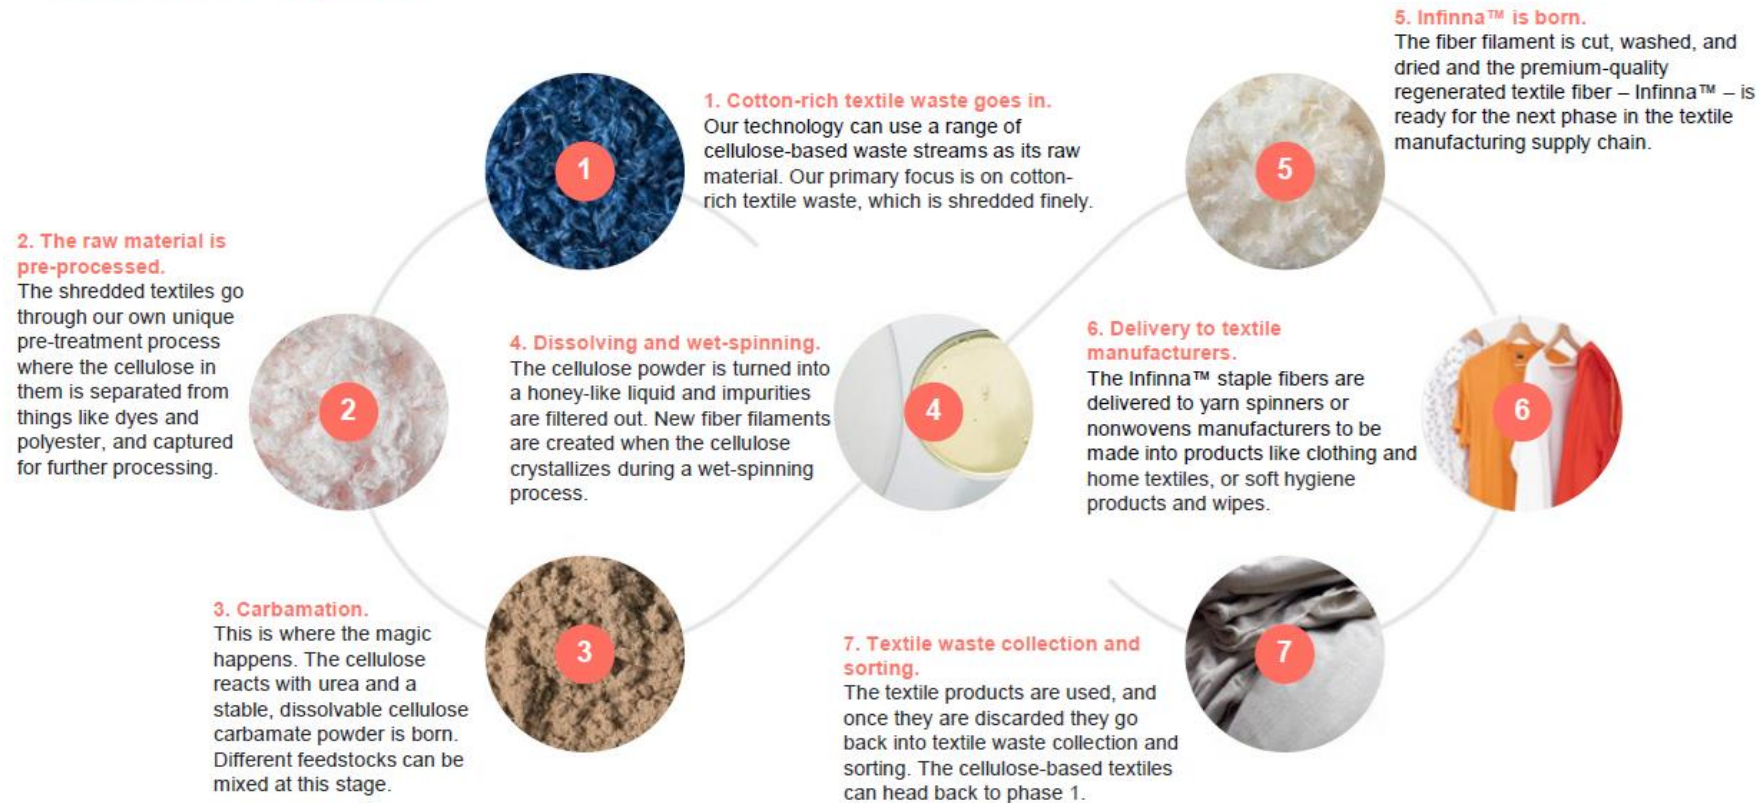 1. Cotton-rich textile waste goes in.
Our technology can use a range of
cellulose-based waste streams as its raw
material. Our primary focus is on cotton-
rich textile waste, which is shredded finely.
1
2. The raw material is
pre-processed.
The shredded textiles go
through our own unique
pre-treatment process
where the cellulose in
them is separated from
things like dyes and
polyester, and captured
for further processing.
2
3. Carbamation.
This is where the magic
happens. The cellulose
reacts with urea and a
stable, dissolvable cellulose
carbamate powder is born.
Different feedstocks can be
mixed at this stage.
3
4. Dissolving and wet-spinning.
The cellulose powder is turned into
a honey-like liquid and impurities
are filtered out. New fiber filaments
are created when the cellulose
crystallizes during a wet-spinning
process.
4
5. Infinna™ is born.
The fiber filament is cut, washed, and
dried and the premium-quality
regenerated textile fiber – Infinna™ – is
ready for the next phase in the textile
manufacturing supply chain.
5
6. Delivery to textile
manufacturers.
The Infinna™ staple fibers are
delivered to yarn spinners or
nonwovens manufacturers to be
made into products like clothing and
home textiles, or soft hygiene
products and wipes.
6
7. Textile waste collection and
sorting.
The textile products are used, and
once they are discarded they go
back into textile waste collection and
sorting. The cellulose-based textiles
can head back to phase 1.
7